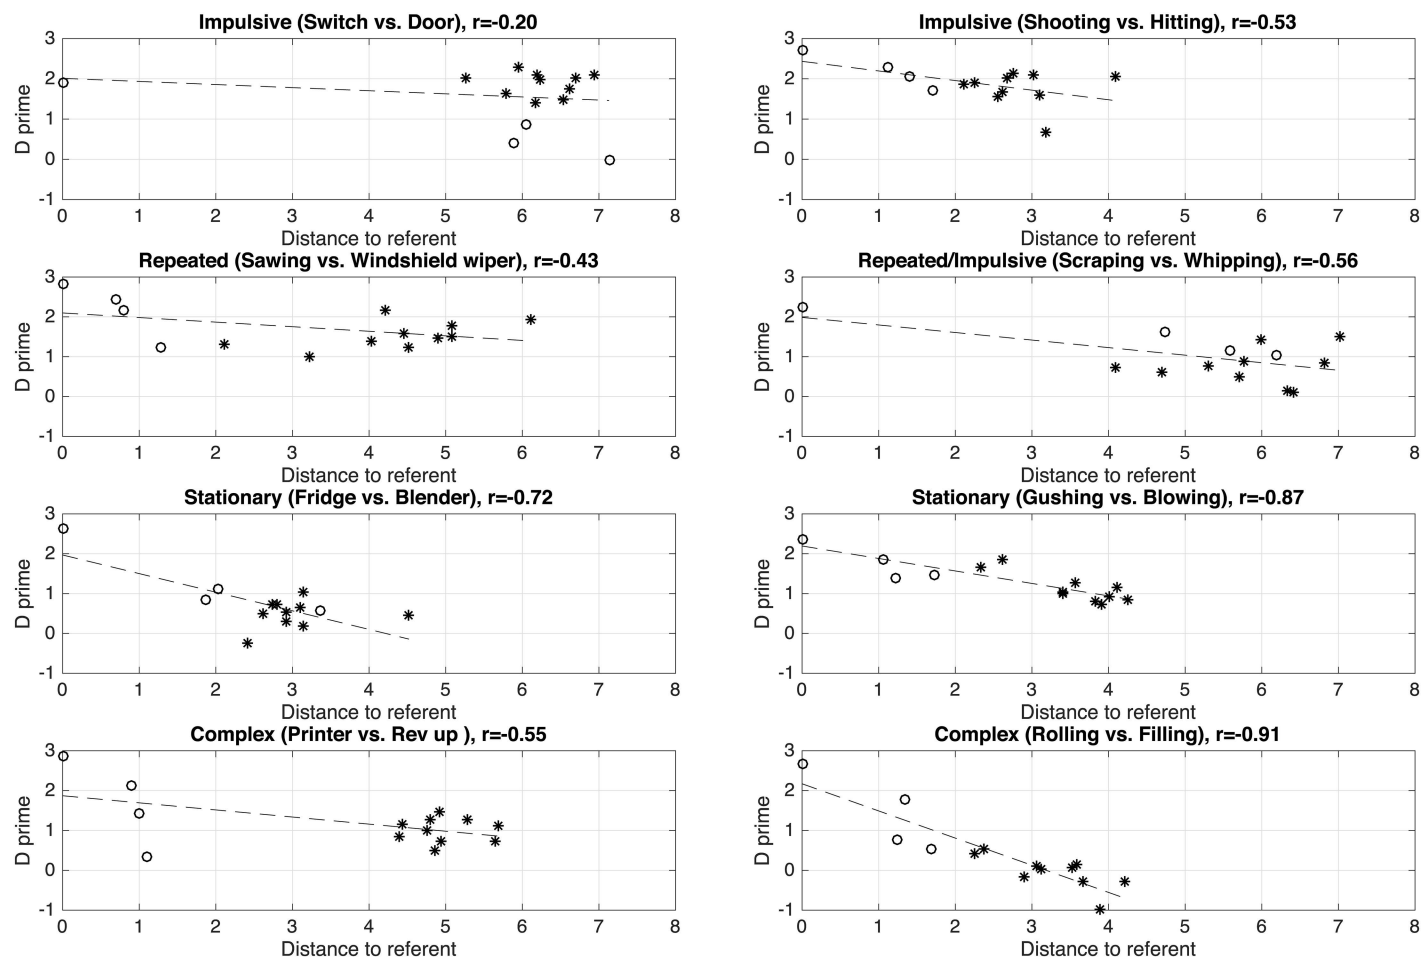 Impulsive (Switch vs. Door), r=-0.20
3
2
1
0
-1
D prime
0 1 2 3 4 5 6 7 8
Distance to referent
Impulsive (Shooting vs. Hitting), r=-0.53
3
2
1
0
-1
D prime
0 1 2 3 4 5 6 7 8
Distance to referent
Repeated (Sawing vs. Windshield wiper), r=-0.43
3
2
1
0
-1
D prime
0 1 2 3 4 5 6 7 8
Distance to referent
Repeated/Impulsive (Scraping vs. Whipping), r=-0.56
3
2
1
0
-1
D prime
0 1 2 3 4 5 6 7 8
Distance to referent
Stationary (Fridge vs. Blender), r=-0.72
3
2
1
0
-1
D prime
0 1 2 3 4 5 6 7 8
Distance to referent
Stationary (Gushing vs. Blowing), r=-0.87
3
2
1
0
-1
D prime
0 1 2 3 4 5 6 7 8
Distance to referent
Complex (Printer vs. Rev up ), r=-0.55
3
2
1
0
-1
D prime
0 1 2 3 4 5 6 7 8
Distance to referent
Complex (Rolling vs. Filling), r=-0.91
3
2
1
0
-1
D prime
0 1 2 3 4 5 6 7 8
Distance to referent